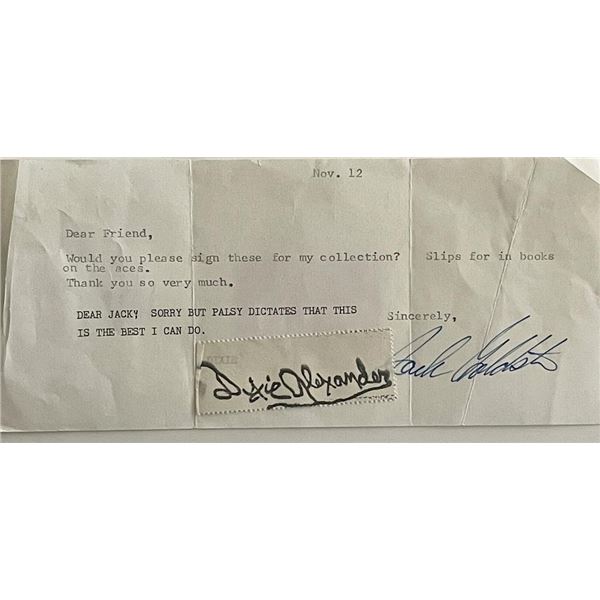 Nov. 12
Dear Friend,
Would you please sign these for my collection? Slips for in books
on the aces.
Thank you so very much.
DEAR JACKY SORRY BUT PALSY DICTATES THAT THIS
IS THE BEST I CAN DO.
Sincerely,
DIXIE
Dixie Alexander
Jack